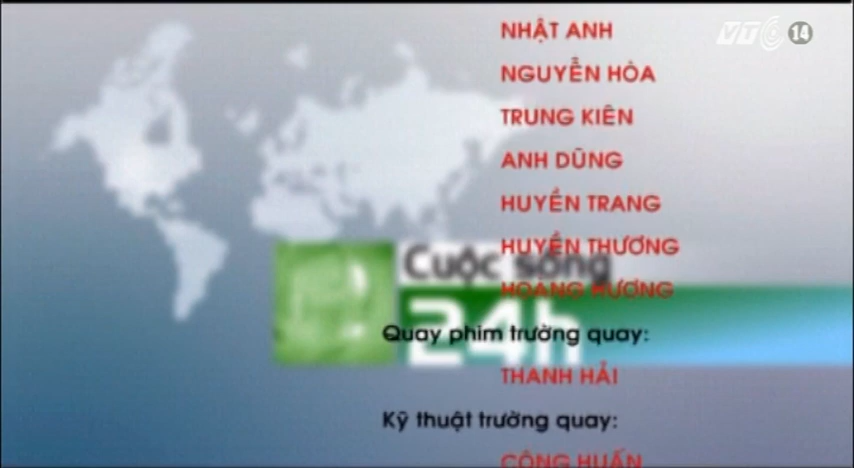 NHẬT ANH
VTC 14
NGUYỄN HÒA
TRUNG KIÊN
ANH DŨNG
HUYỀN TRANG
HUYỀN THƯƠNG
Cuộc sống
HOÀNG HƯƠNG
24h
Quay phim trường quay:
THANH HẢI
Kỹ thuật trường quay:
CÔNG HUẤN